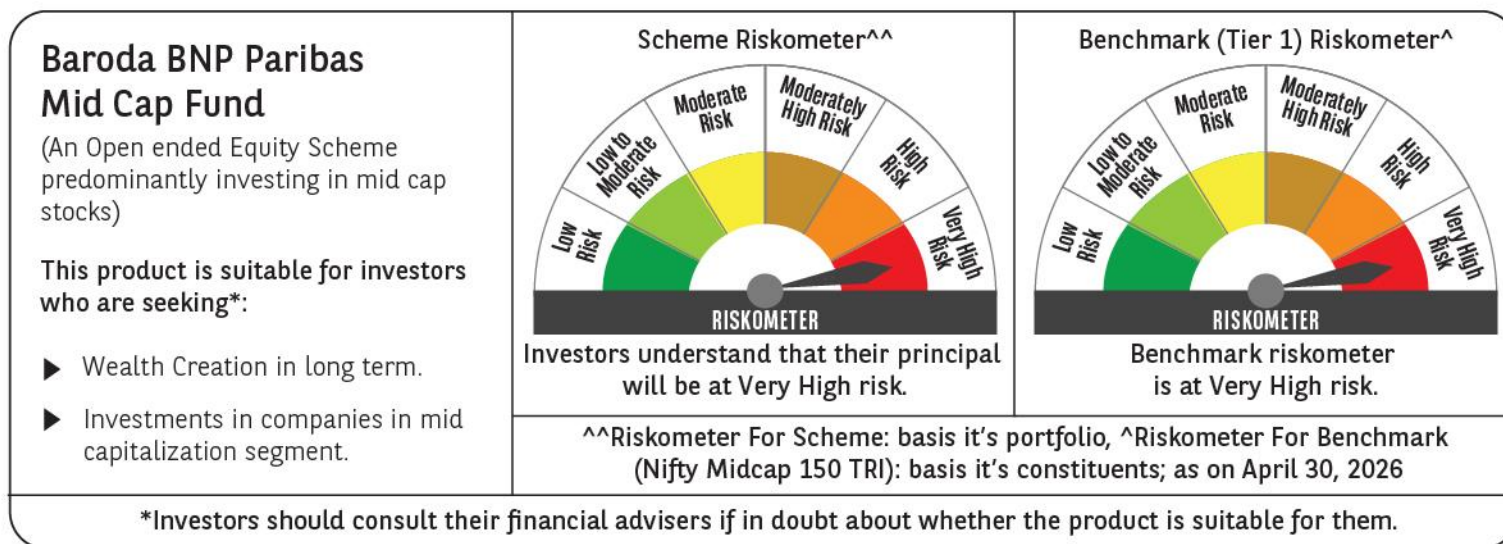 Baroda BNP Paribas
Mid Cap Fund
(An Open ended Equity Scheme
predominantly investing in mid cap
stocks)
This product is suitable for investors
who are seeking*:
▶ Wealth Creation in long term.
▶ Investments in companies in mid
capitalization segment.
Scheme Riskometer^^
Low
Risk
Low to
Moderate
Risk
Moderate
Risk
Moderately
High Risk
High
Risk
Very High
Risk
RISKOMETER
Investors understand that their principal
will be at Very High risk.
Benchmark (Tier 1) Riskometer^
Low
Risk
Low to
Moderate
Risk
Moderate
Risk
Moderately
High Risk
High
Risk
Very High
Risk
RISKOMETER
Benchmark riskometer
is at Very High risk.
^^Riskometer For Scheme: basis it's portfolio, ^Riskometer For Benchmark
(Nifty Midcap 150 TRI): basis it's constituents; as on April 30, 2026
*Investors should consult their financial advisers if in doubt about whether the product is suitable for them.